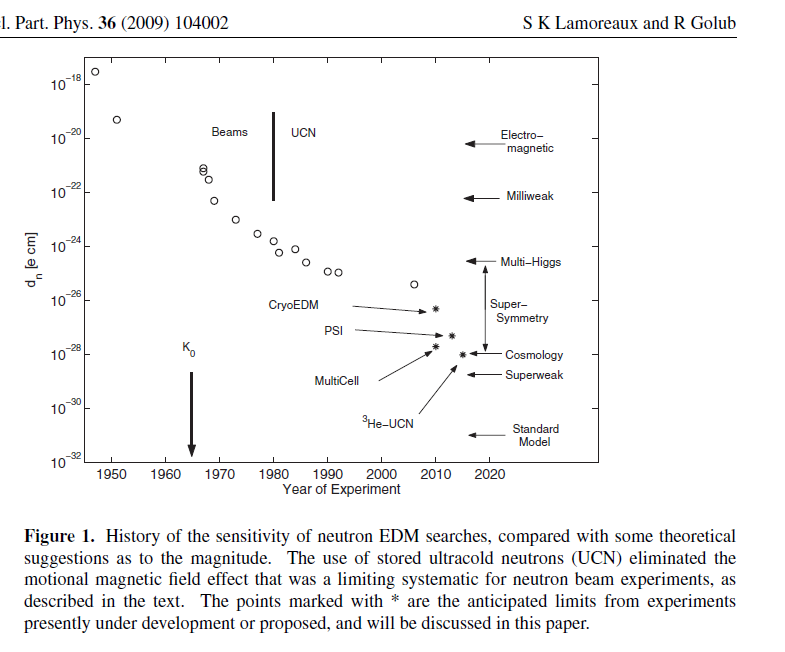 l. Part. Phys. 36 (2009) 104002
S K Lamoreaux and R Golub
10−18
10−20
10−22
10−24
10−26
10−28
10−30
10−32
dn [e cm]
Beams
UCN
Electro−
magnetic
Milliweak
Multi−Higgs
Super−
Symmetry
CryoEDM
PSI
K0
MultiCell
3He−UCN
Cosmology
Superweak
Standard
Model
1950 1960 1970 1980 1990 2000 2010 2020
Year of Experiment
Figure 1. History of the sensitivity of neutron EDM searches, compared with some theoretical
suggestions as to the magnitude. The use of stored ultracold neutrons (UCN) eliminated the
motional magnetic field effect that was a limiting systematic for neutron beam experiments, as
described in the text. The points marked with * are the anticipated limits from experiments
presently under development or proposed, and will be discussed in this paper.